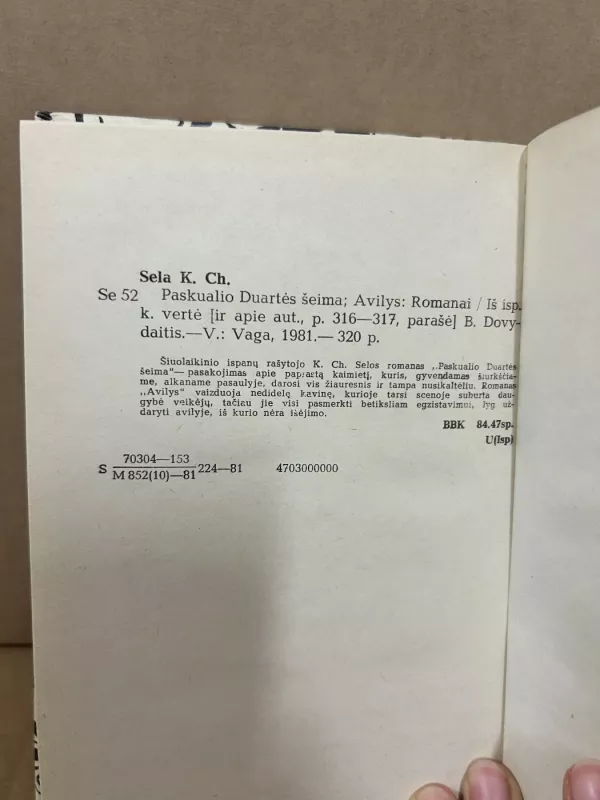 Sela K. Ch.
Se 52 Paskualio Duartės šeima; Avilys: Romanai / Iš isp.
k. vertė [ir apie aut., p. 316—317, parašė] B. Dovy-
daitis.—V.: Vaga, 1981.— 320 p.
Šiuolaikinio ispanų rašytojo K. Ch. Selos romanas „Paskualio Duartės
šeima“— pasakojimas apie paprastą kaimietį, kuris, gyvendamas šiurkščia-
me, alkaname pasaulyje, darosi vis žiauresnis ir tampa nusikaltėliu. Romanas
„Avilys“ vaizduoja nedidelę kavinę, kurioje tarsi scenoje suburta dau-
gybė veikėjų, tačiau jie visi pasmerkti betiksliam egzistavimui, lyg už-
daryti avilyje, iš kurio nėra išėjimo.
BBK 84.47sp.
U(Isp)
70304—153
S 224—81 4703000000
M 852(10)—81